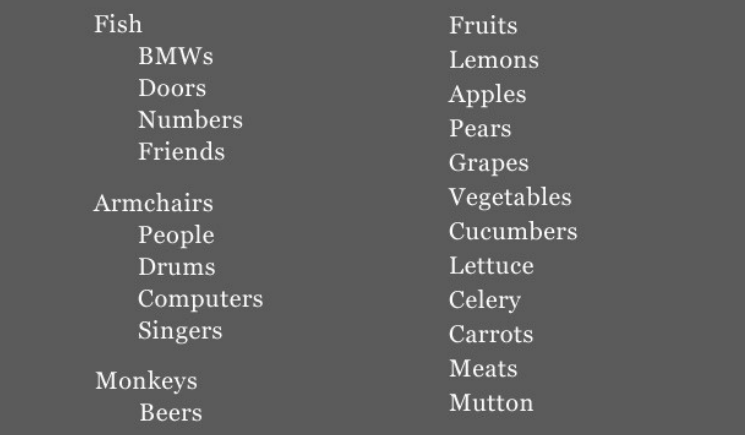 Fish
BMWs
Doors
Numbers
Friends
Armchairs
People
Drums
Computers
Singers
Monkeys
Beers
Fruits
Lemons
Apples
Pears
Grapes
Vegetables
Cucumbers
Lettuce
Celery
Carrots
Meats
Mutton